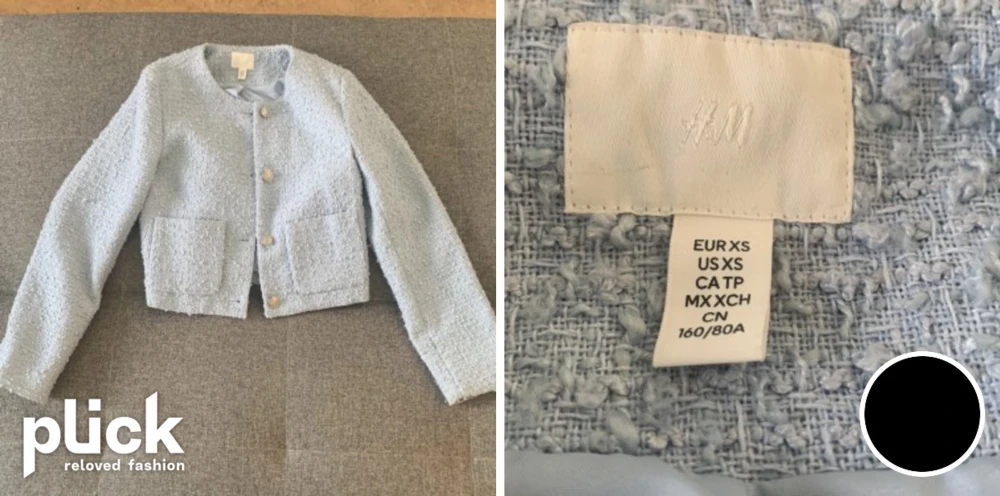 plick
reloved fashion
H&M
EUR XS
US XS
CA TP
MX XCH
CN
160/80A